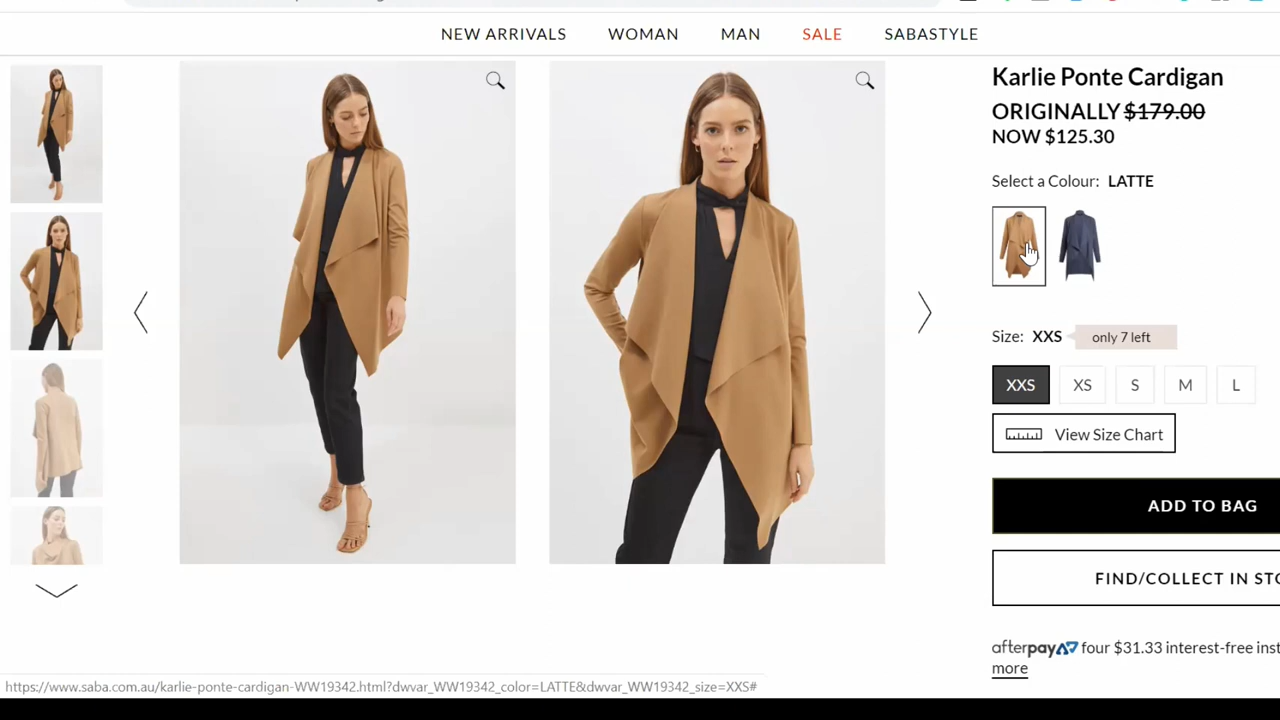 NEW ARRIVALS WOMAN MAN SALE SABASTYLE
Karlie Ponte Cardigan
ORIGINALLY $179.00
NOW $125.30
Select a Colour: LATTE
Size: XXS only 7 left
XXS XS S M L
View Size Chart
ADD TO BAG
FIND/COLLECT IN STO
afterpay four $31.33 interest-free inst
more
https://www.saba.com.au/karlie-ponte-cardigan-WW19342.html?dwvar_WW19342_color=LATTE&dwvar_WW19342_size=XXS#